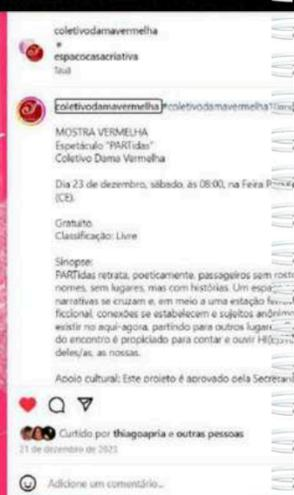 coletivodamavermelha
espacocasacriativa
Tauá
coletivodamavermelha #coletivodamavermelha
MOSTRA VERMELHA
Espetáculo "PARTidas"
Coletivo Dama Vermelha
Dia 23 de dezembro, sábado, às 08:00, na Feira
(CE).
Gratuito
Classificação: Livre
Sinopse:
PARTidas retrata, poeticamente, passageiros sem
nomes, sem lugares, mas com histórias. Um
narrativas se cruzam e, em meio a uma estação
ficcional, conexões se estabelecem e sujeitos
existir no aqui-agora, partindo para outros
do encontro é propiciado para contar e ouvir
deles/as, as nossas.
Apoio cultural: Este projeto é aprovado pela
Curtido por thiagoapria e outras pessoas
21 de dezembro de 2023
Adicione um comentário...